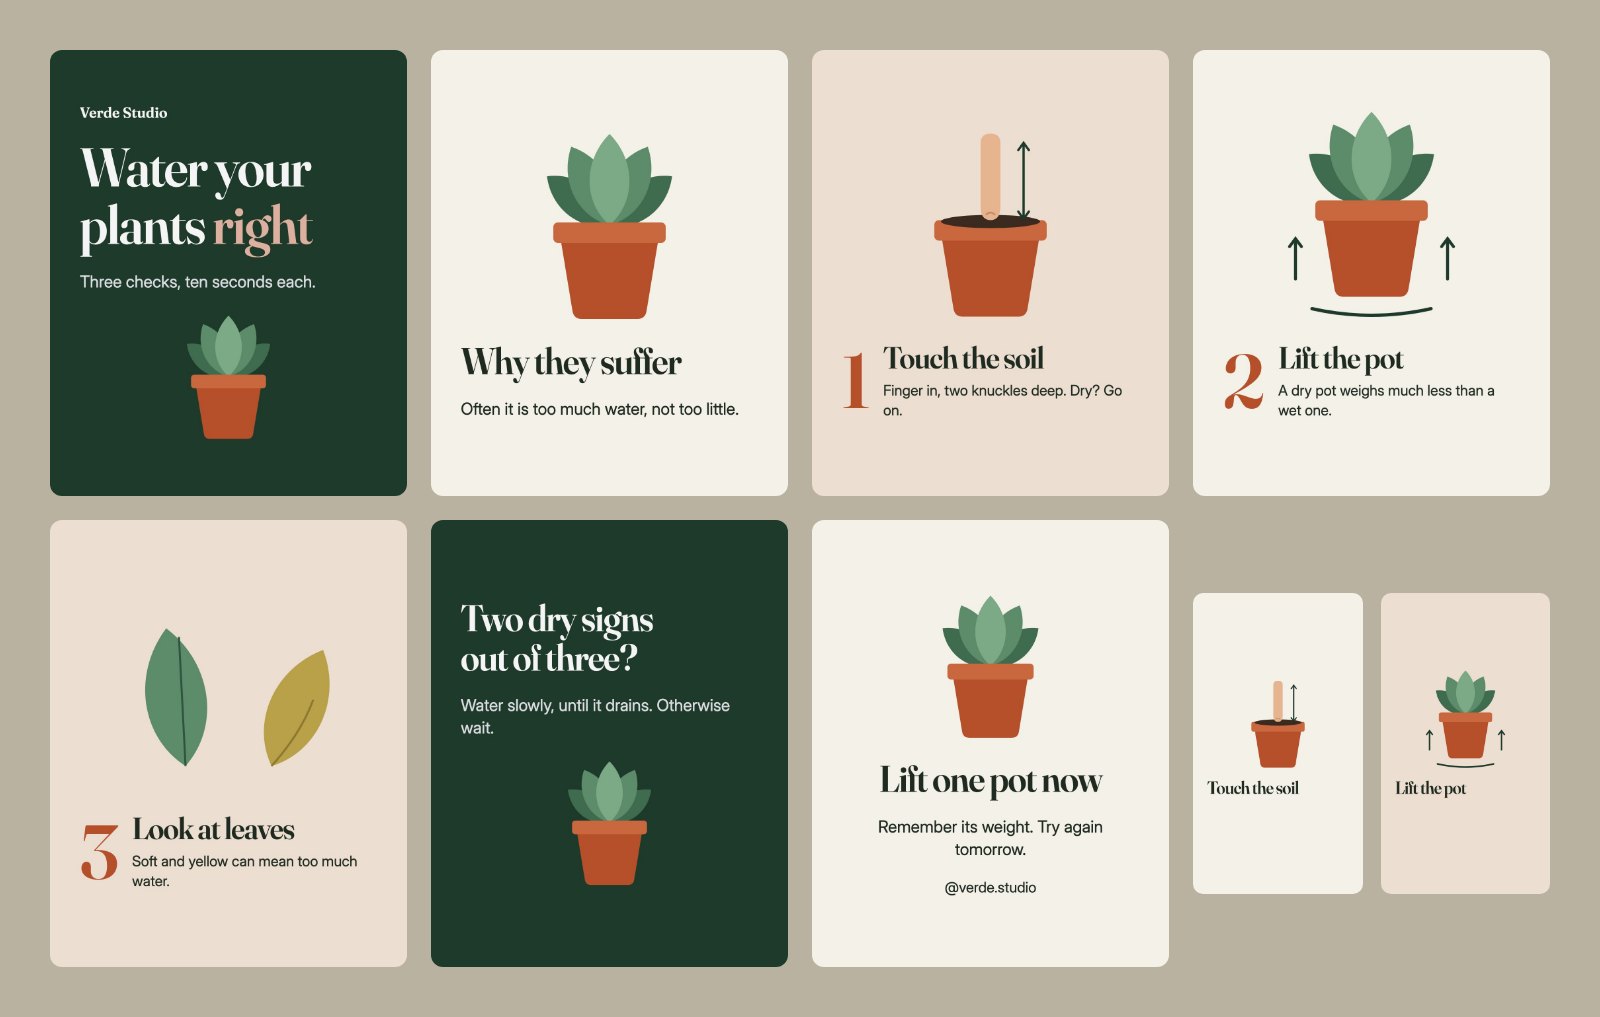 Verde Studio
Water your
plants right
Three checks, ten seconds each.
Why they suffer
Often it is too much water, not too little.
1
Touch the soil
Finger in, two knuckles deep. Dry? Go
on.
2
Lift the pot
A dry pot weighs much less than a
wet one.
3
Look at leaves
Soft and yellow can mean too much
water.
Two dry signs
out of three?
Water slowly, until it drains. Otherwise
wait.
Lift one pot now
Remember its weight. Try again
tomorrow.
@verde.studio
Touch the soil
Lift the pot